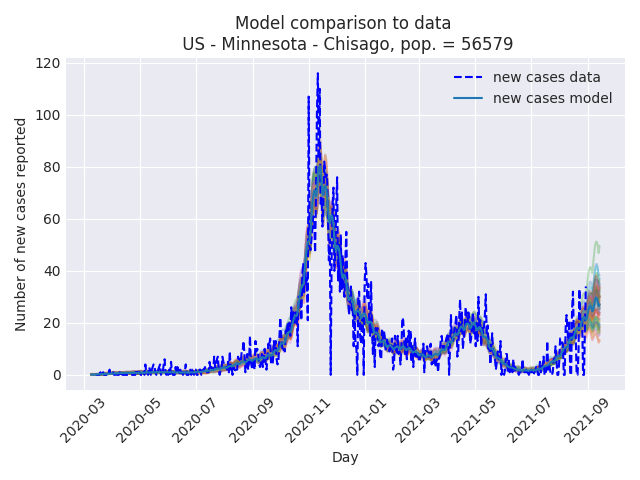 Model comparison to data
US - Minnesota - Chisago, pop. = 56579
new cases data
new cases model
Number of new cases reported
120
100
80
60
40
20
0
2020-03
2020-05
2020-07
2020-09
2020-11
2021-01
2021-03
2021-05
2021-07
2021-09
Day